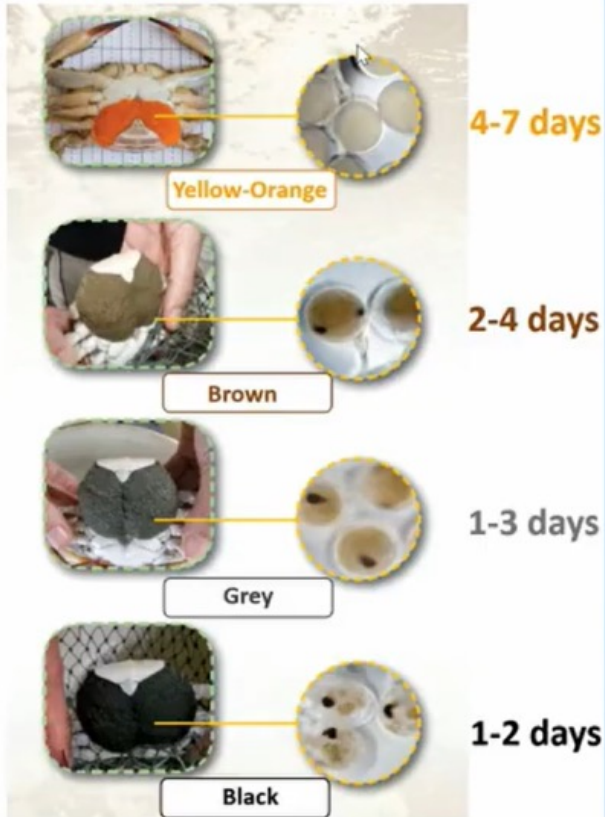 4-7 days
Yellow-Orange
2-4 days
Brown
1-3 days
Grey
1-2 days
Black